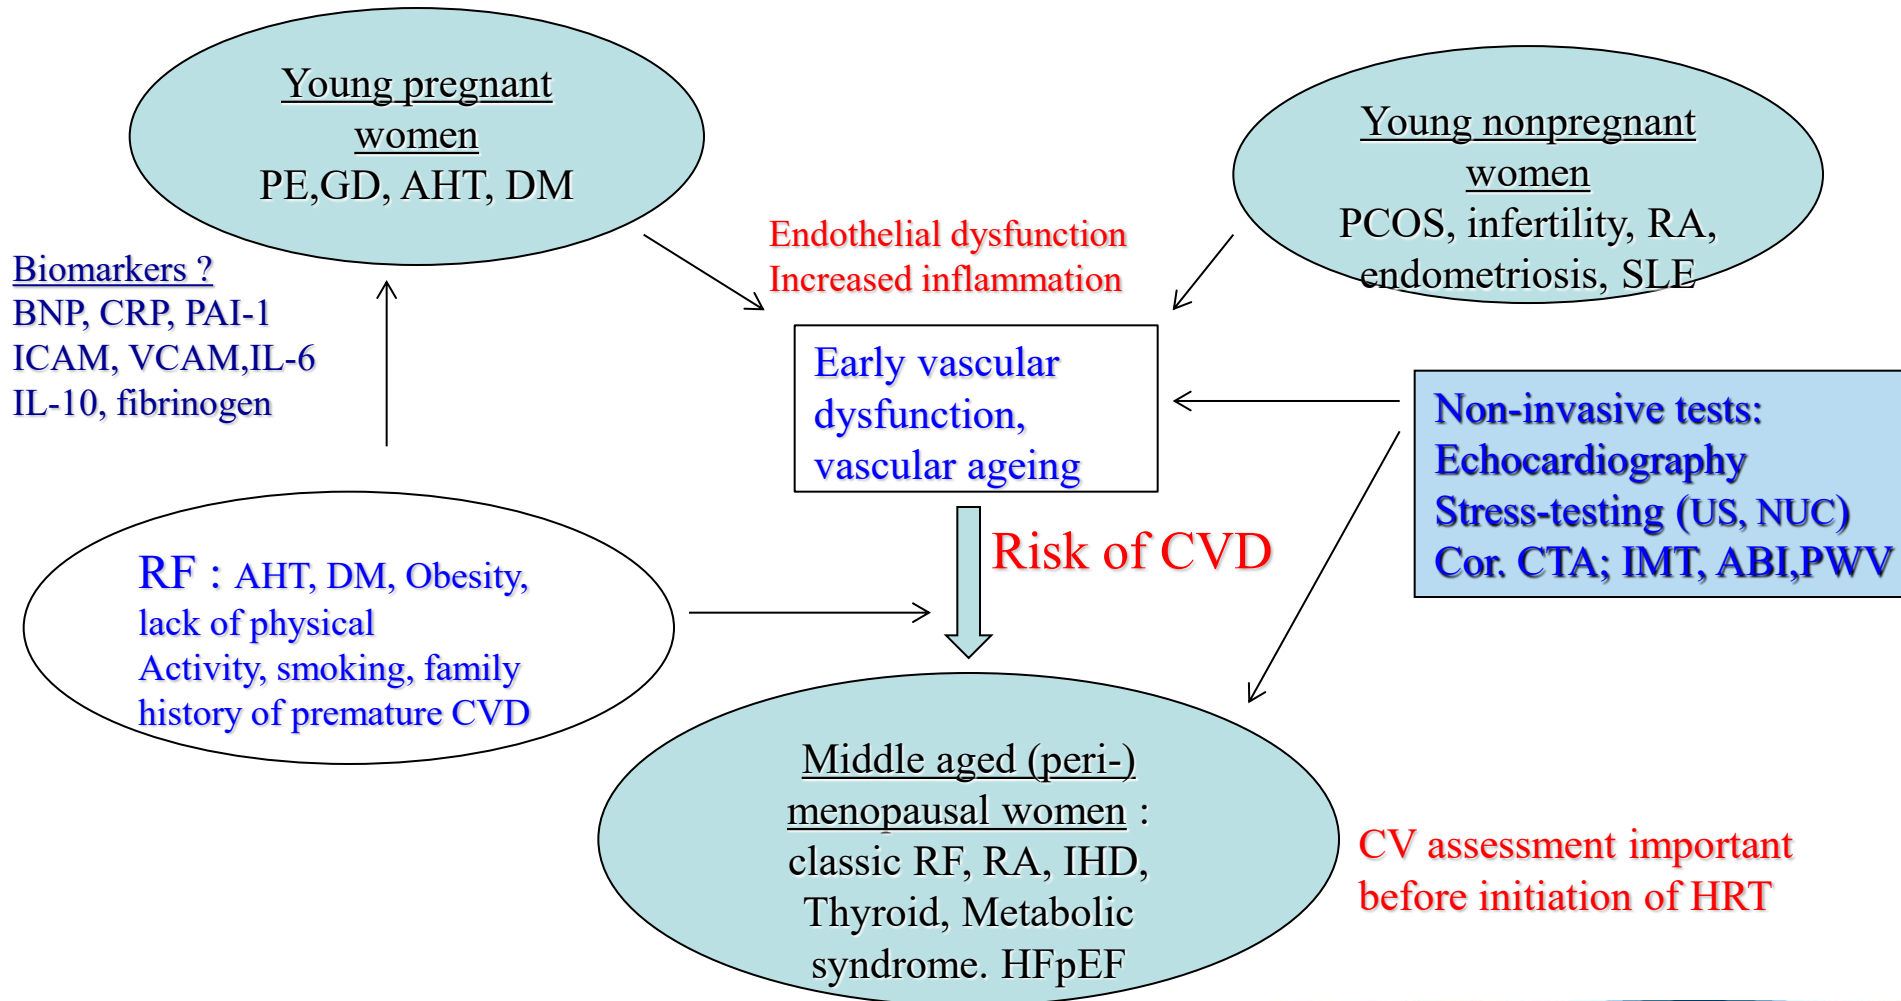 Young pregnant
women
PE,GD, AHT, DM
Young nonpregnant
women
PCOS, infertility, RA,
endometriosis, SLE
Endothelial dysfunction
Increased inflammation
Biomarkers ?
BNP, CRP, PAI-1
ICAM, VCAM,IL-6
IL-10, fibrinogen
Early vascular
dysfunction,
vascular ageing
Non-invasive tests:
Echocardiography
Stress-testing (US, NUC)
Cor. CTA; IMT, ABI,PWV
Risk of CVD
RF : AHT, DM, Obesity,
lack of physical
Activity, smoking, family
history of premature CVD
Middle aged (peri-)
menopausal women :
classic RF, RA, IHD,
Thyroid, Metabolic
syndrome. HFpEF
CV assessment important
before initiation of HRT